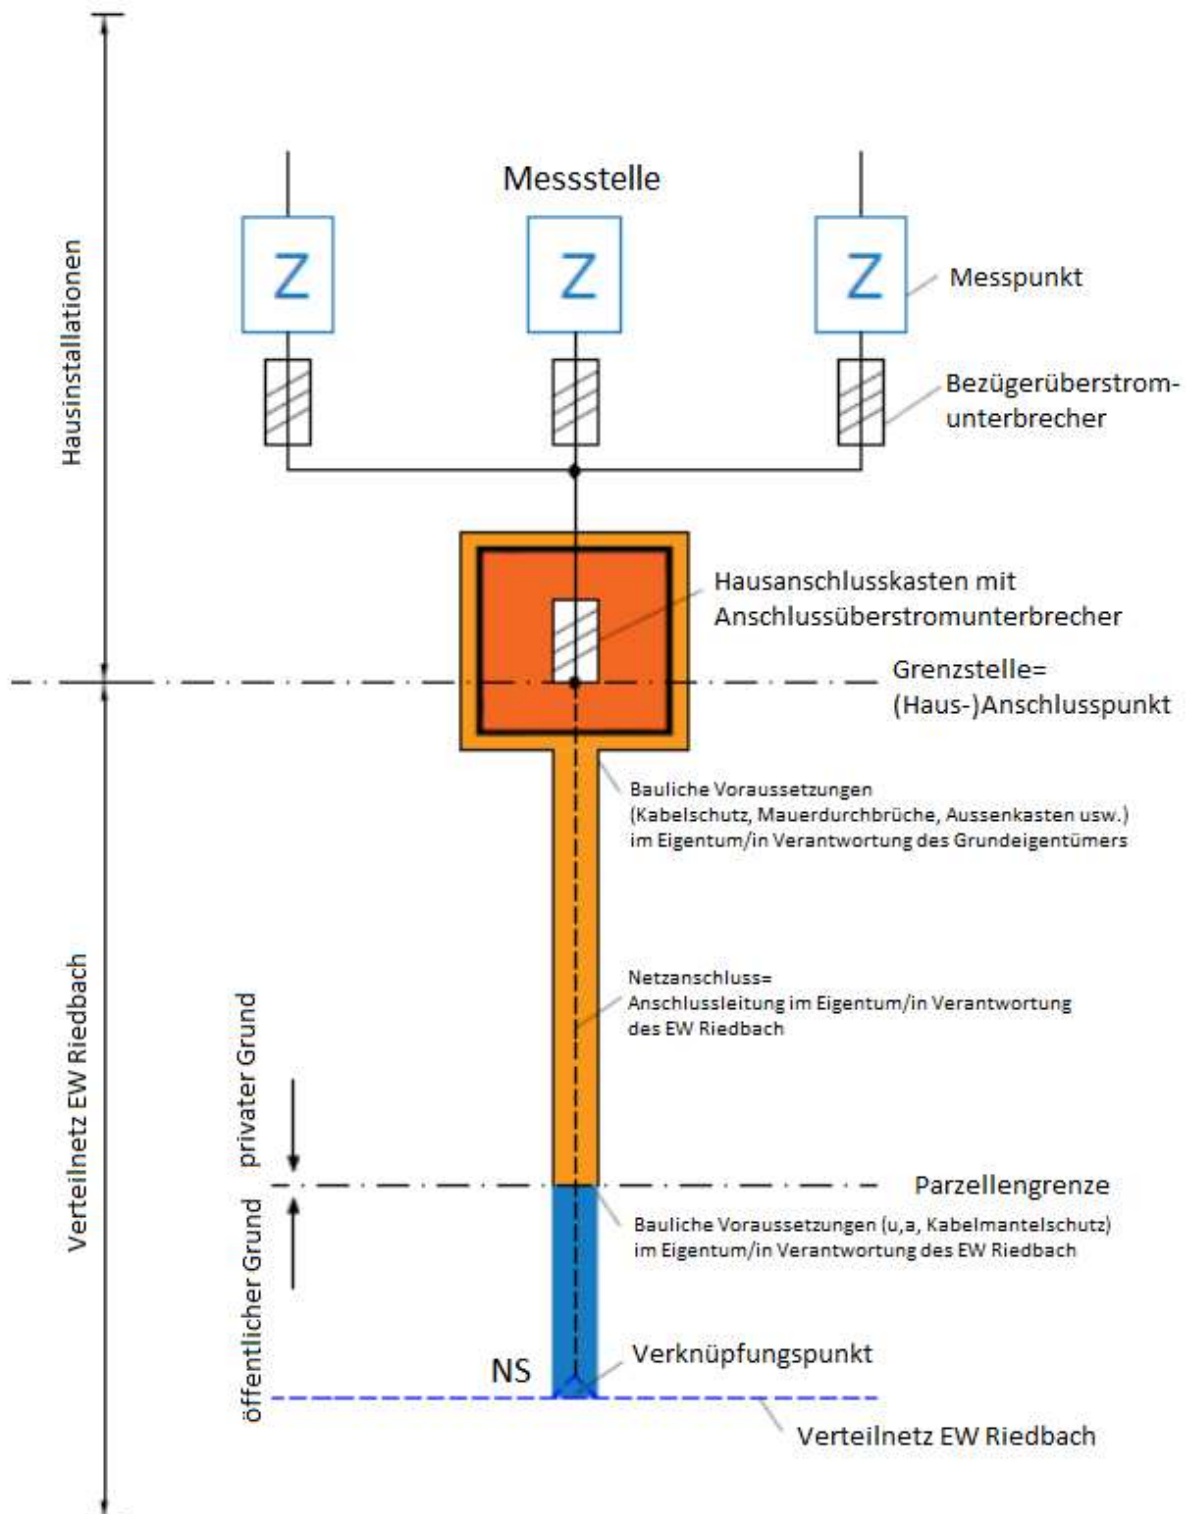 Messstelle
Z
Z
Z
Messpunkt
Bezügerüberstrom-
unterbrecher
Hausinstallationen
Hausanschlusskasten mit
Anschlussüberstromunterbrecher
Grenzstelle=
(Haus-)Anschlusspunkt
Bauliche Voraussetzungen
(Kabelschutz, Mauerdurchbrüche, Aussenkasten usw.)
im Eigentum/in Verantwortung des Grundeigentümers
Netzanschluss=
Anschlussleitung im Eigentum/in Verantwortung
des EW Riedbach
Verteilnetz EW Riedbach
privater Grund
öffentlicher Grund
Parzellengrenze
Bauliche Voraussetzungen (u,a, Kabelmantelschutz)
im Eigentum/in Verantwortung des EW Riedbach
NS
Verknüpfungspunkt
Verteilnetz EW Riedbach